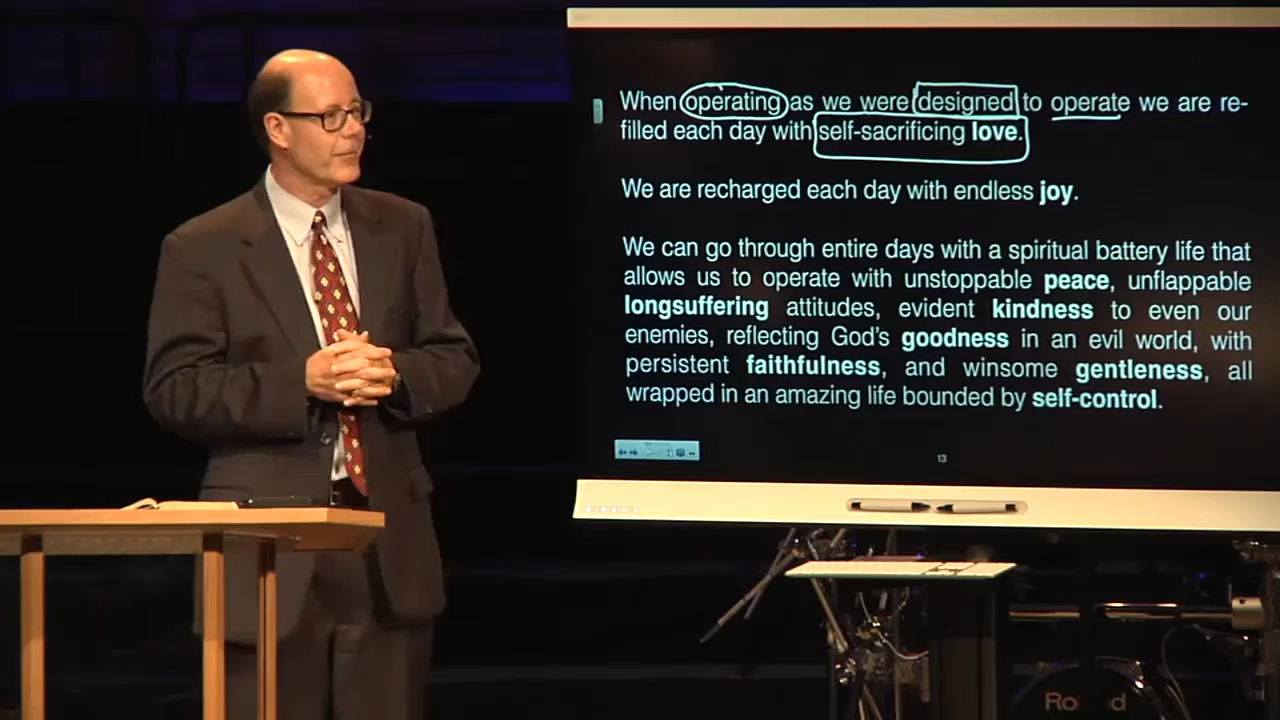 When operating as we were designed to operate we are re-
filled each day with self-sacrificing love.
We are recharged each day with endless joy.
We can go through entire days with a spiritual battery life that
allows us to operate with unstoppable peace, unflappable
longsuffering attitudes, evident kindness to even our
enemies, reflecting God's goodness in an evil world, with
persistent faithfulness, and winsome gentleness, all
wrapped in an amazing life bounded by self-control.
13